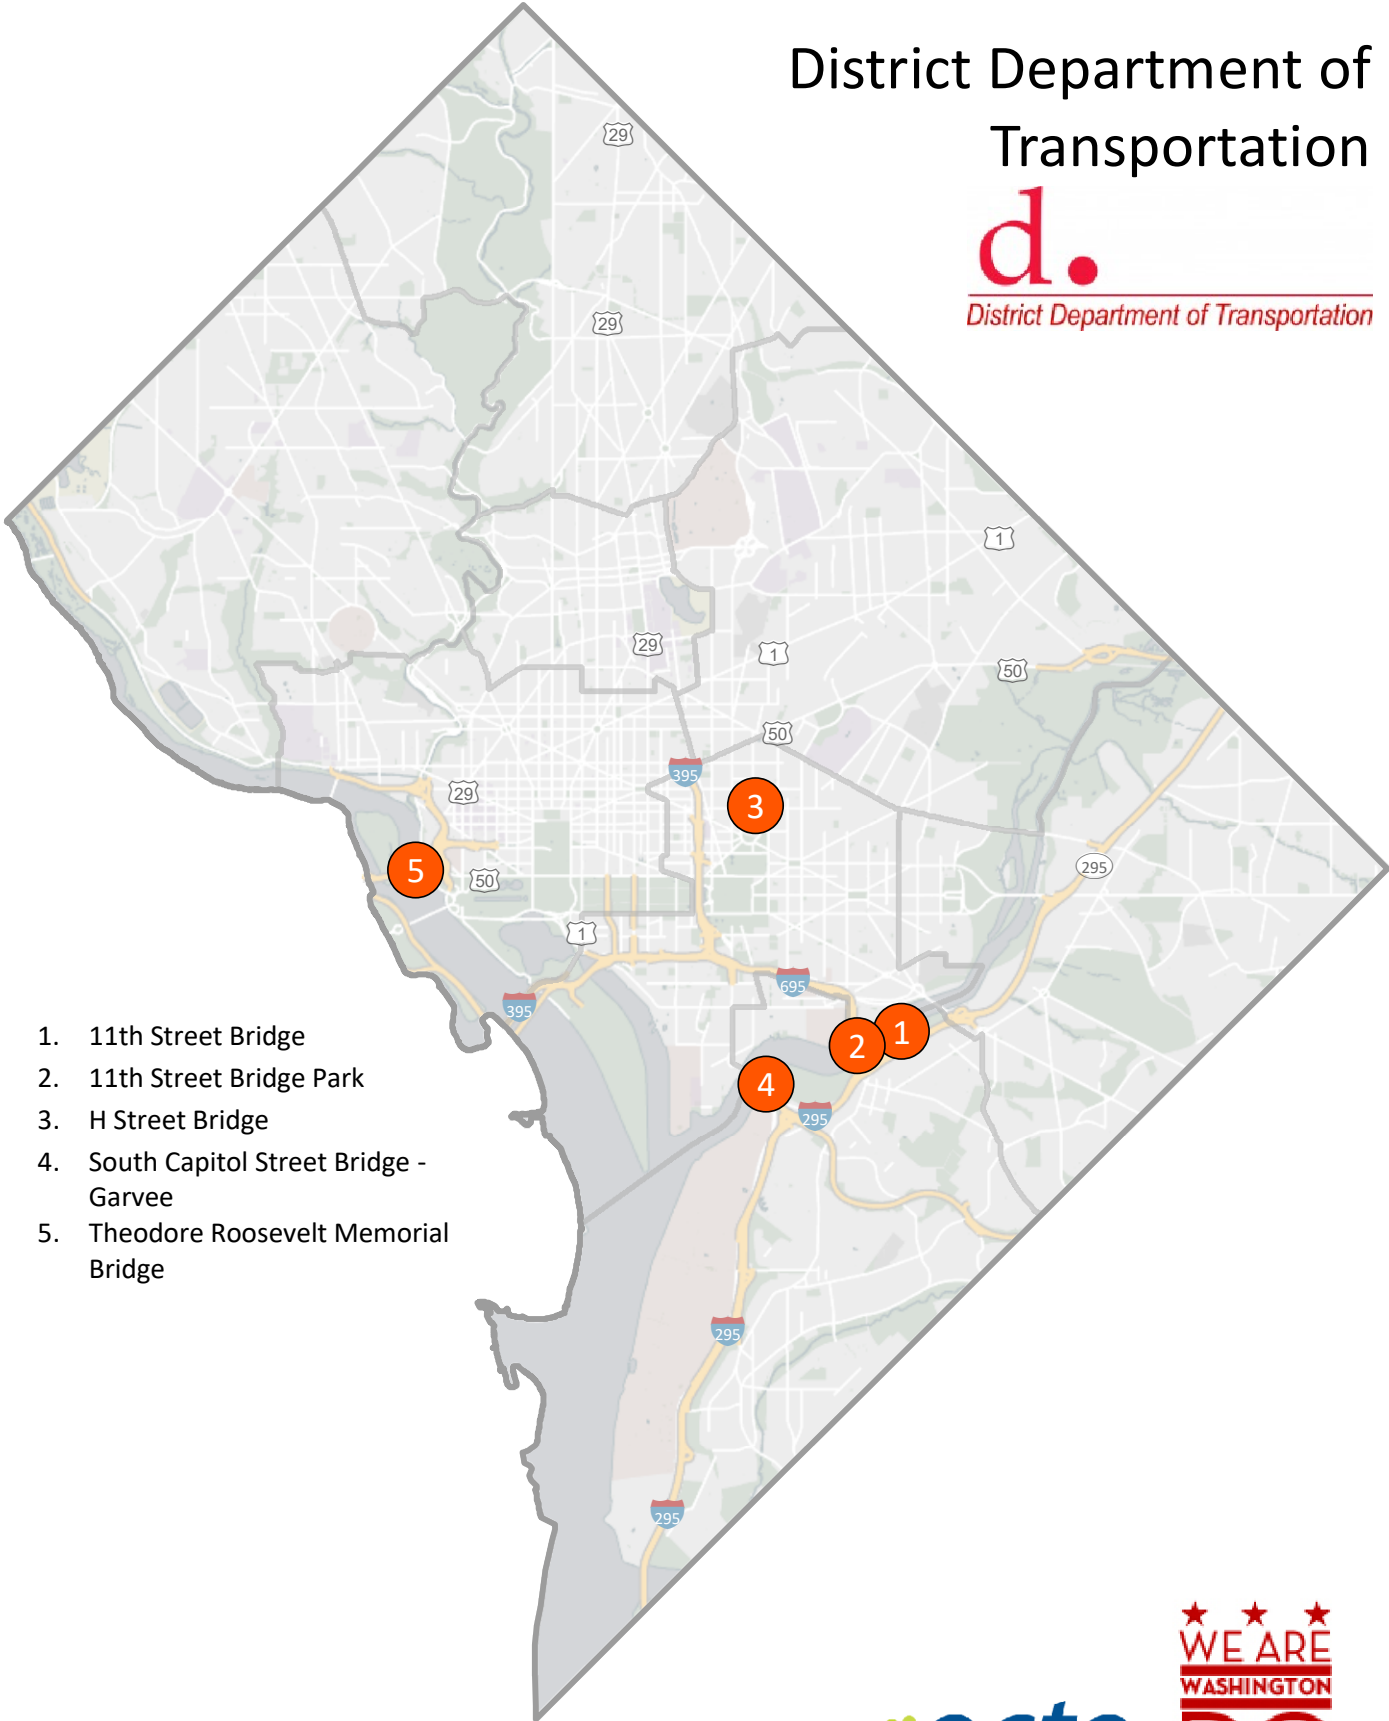 District Department of
Transportation
d.
District Department of Transportation
29
29
1
29
1
50
50
395
3
29
295
5
50
1
695
395
1
2
4
295
1. 11th Street Bridge
2. 11th Street Bridge Park
3. H Street Bridge
4. South Capitol Street Bridge -
Garvee
5. Theodore Roosevelt Memorial
Bridge
295
295
WE ARE
WASHINGTON